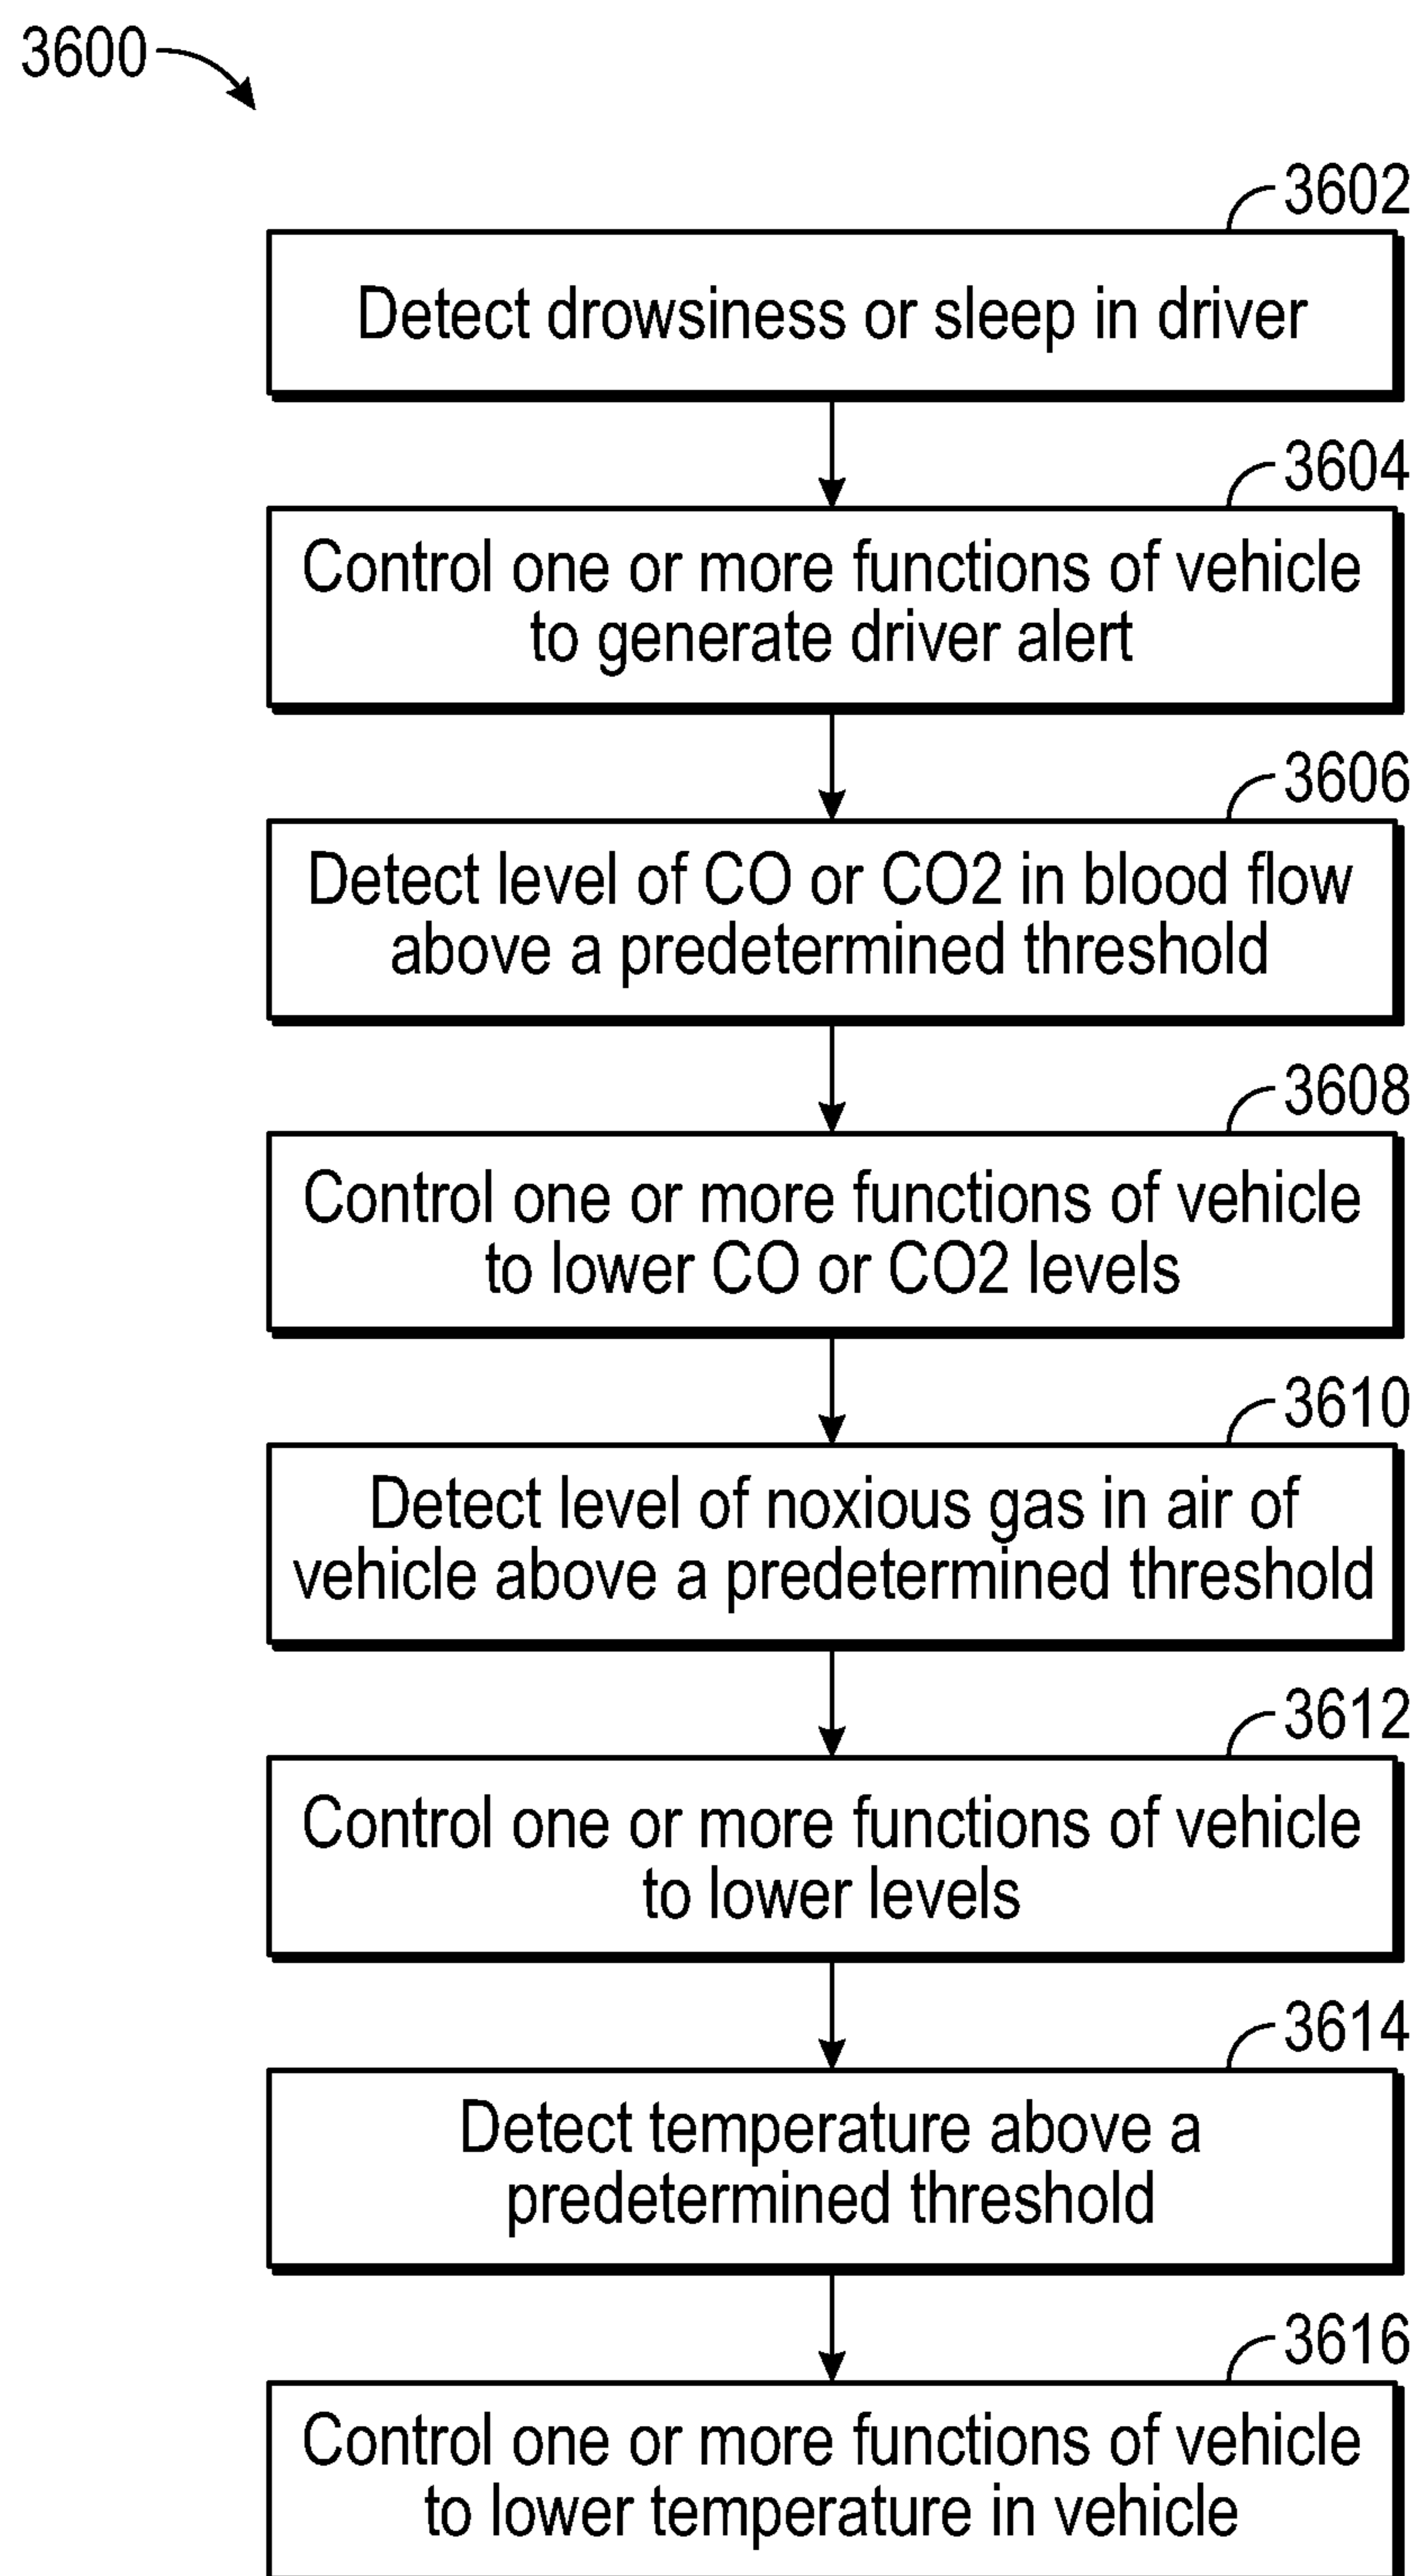 3600
3602
Detect drowsiness or sleep in driver
3604
Control one or more functions of vehicle
to generate driver alert
3606
Detect level of CO or CO2 in blood flow
above a predetermined threshold
3608
Control one or more functions of vehicle
to lower CO or CO2 levels
3610
Detect level of noxious gas in air of
vehicle above a predetermined threshold
3612
Control one or more functions of vehicle
to lower levels
3614
Detect temperature above a
predetermined threshold
3616
Control one or more functions of vehicle
to lower temperature in vehicle